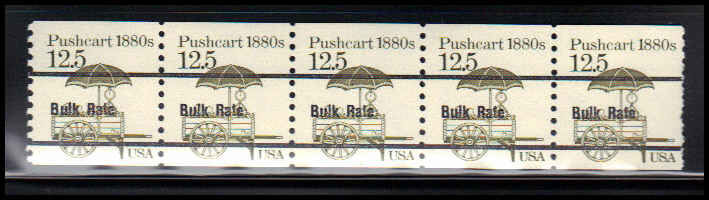 Pushcart 1880s Pushcart 1880s Pushcart 1880s Pushcart 1880s Pushcart 1880s
12.5 12.5 12.5 12.5 12.5
Bulk Rate Bulk Rate Bulk Rate Bulk Rate Bulk Rate
USA USA USA USA USA